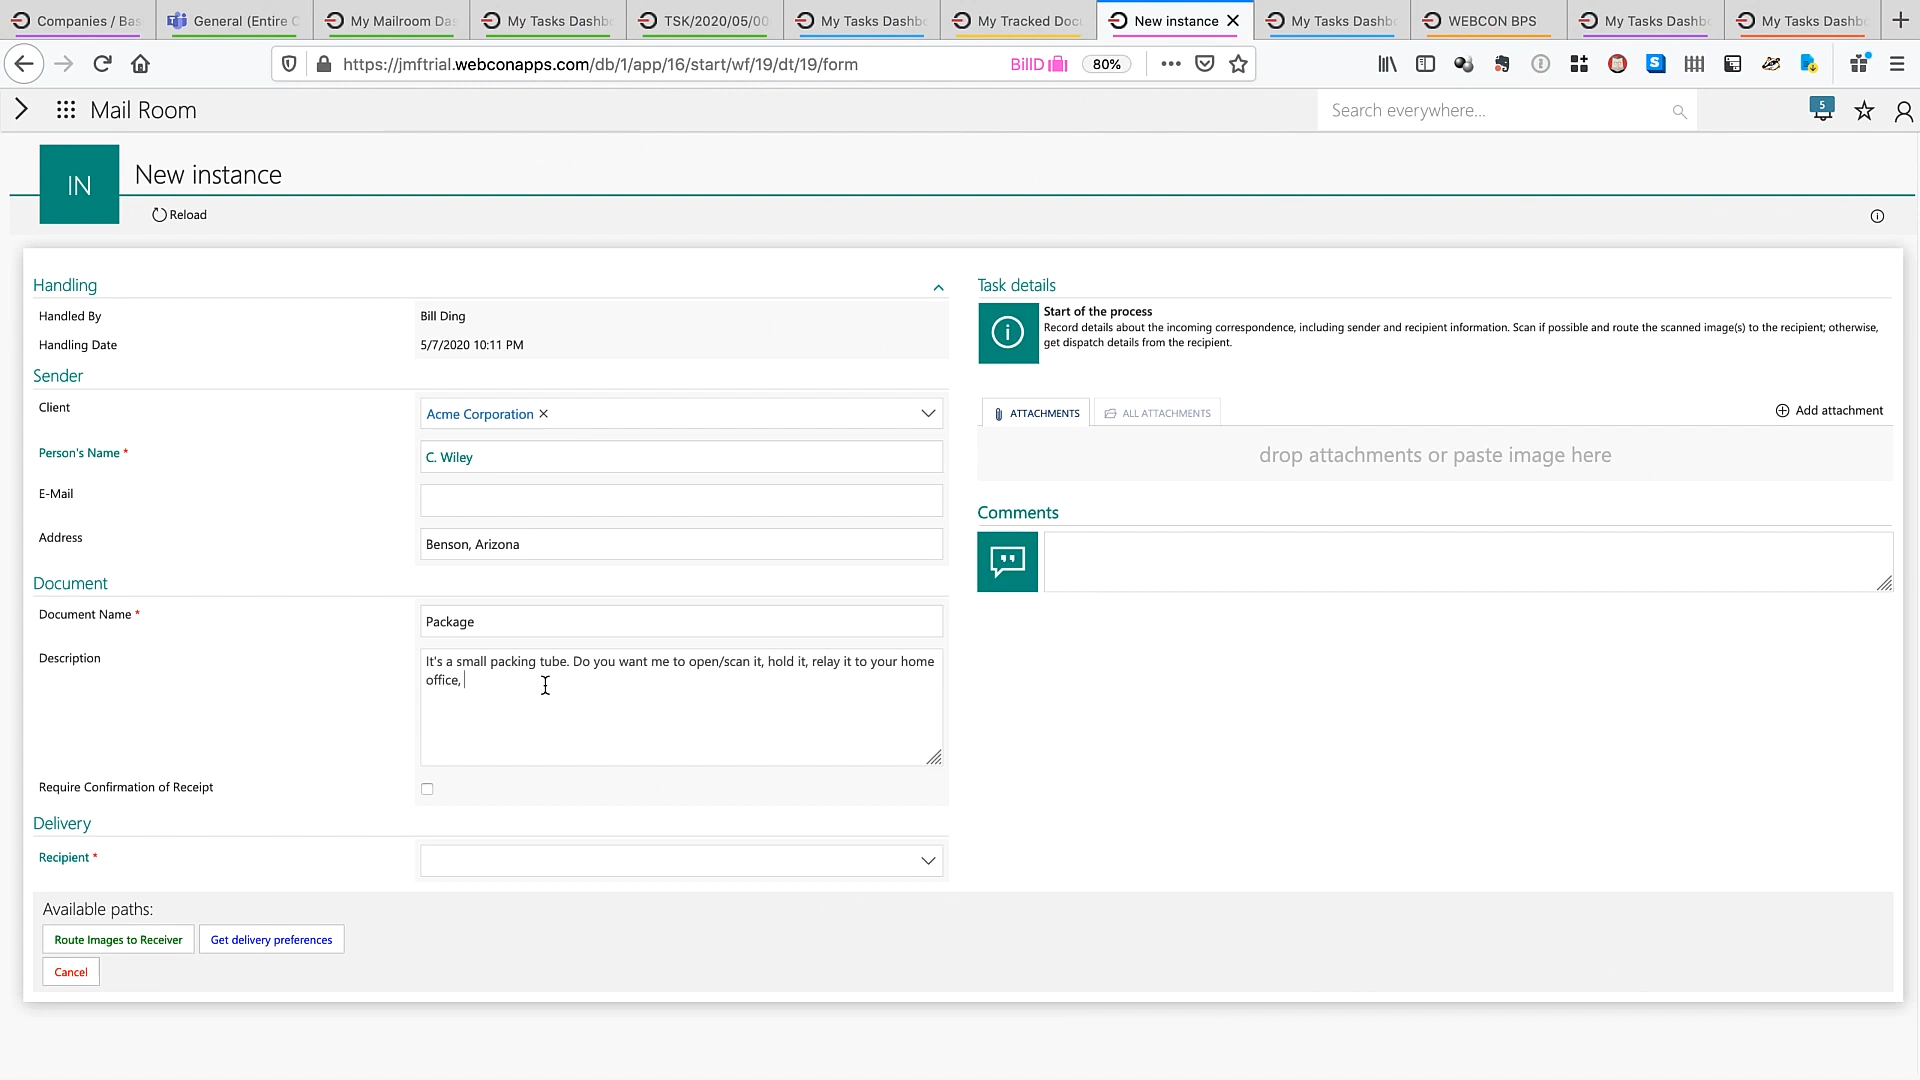 Companies / Bas
General (Entire C
My Mailroom Das
My Tasks Dashbo
TSK/2020/05/00
My Tasks Dashbo
My Tracked Docu
New instance
My Tasks Dashbo
WEBCON BPS
My Tasks Dashbo
My Tasks Dashbo
https://jmftrial.webconapps.com/db/1/app/16/start/wf/19/dt/19/form
BillD
80%
Mail Room
Search everywhere...
5
IN
New instance
Reload
Handling
Handled By
Bill Ding
Handling Date
5/7/2020 10:11 PM
Sender
Client
Acme Corporation
Person's Name *
C. Wiley
E-Mail
Address
Benson, Arizona
Document
Document Name *
Package
Description
It's a small packing tube. Do you want me to open/scan it, hold it, relay it to your home
office,
Require Confirmation of Receipt
Delivery
Recipient *
Available paths:
Route Images to Receiver
Get delivery preferences
Cancel
Task details
Start of the process
Record details about the incoming correspondence, including sender and recipient information. Scan if possible and route the scanned image(s) to the recipient; otherwise,
get dispatch details from the recipient.
ATTACHMENTS
ALL ATTACHMENTS
Add attachment
drop attachments or paste image here
Comments